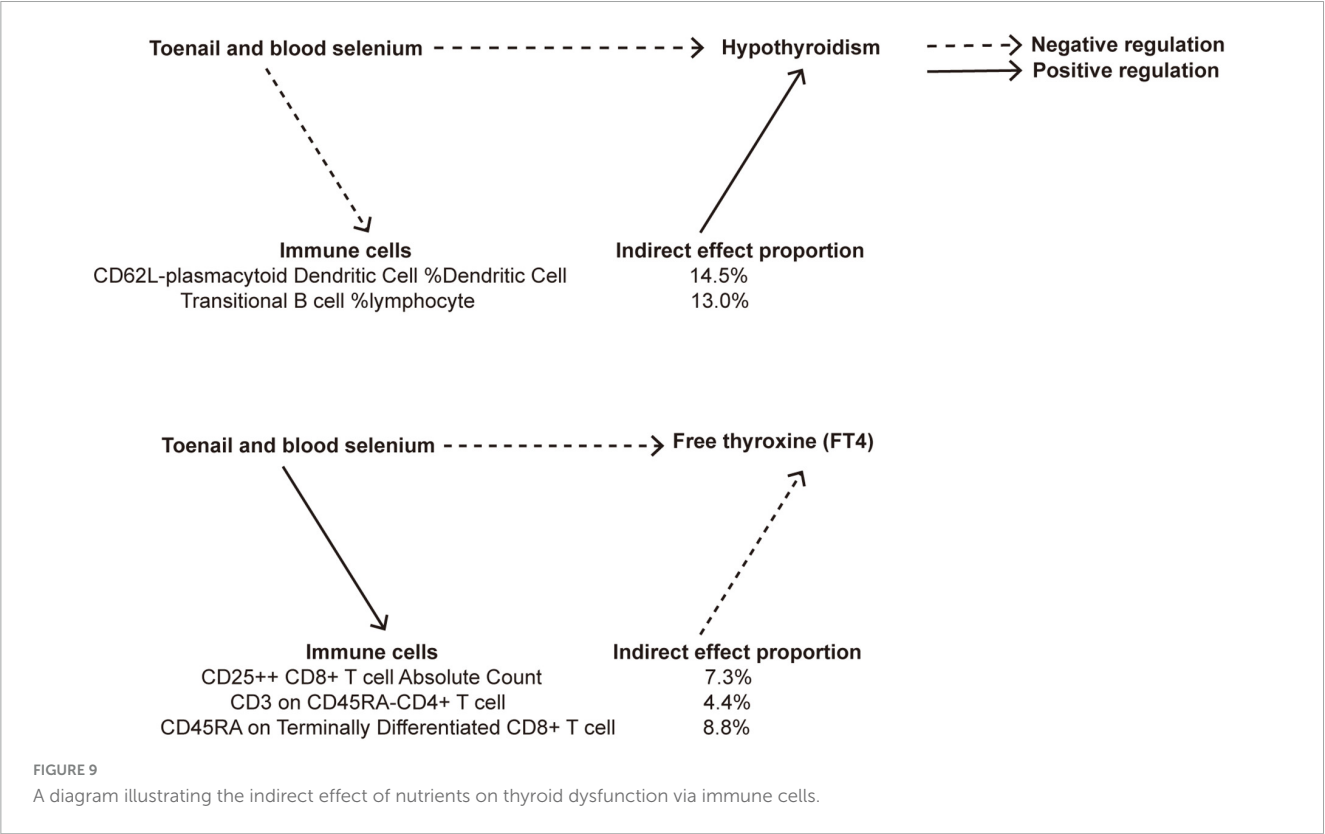 Toenail and blood selenium Hypothyroidism Negative regulation
Positive regulation
Immune cells Indirect effect proportion
CD62L-plasmacytoid Dendritic Cell %Dendritic Cell 14.5%
Transitional B cell %lymphocyte 13.0%
Toenail and blood selenium Free thyroxine (FT4)
Immune cells Indirect effect proportion
CD25++ CD8+ T cell Absolute Count 7.3%
CD3 on CD45RA-CD4+ T cell 4.4%
CD45RA on Terminally Differentiated CD8+ T cell 8.8%
FIGURE 9
A diagram illustrating the indirect effect of nutrients on thyroid dysfunction via immune cells.